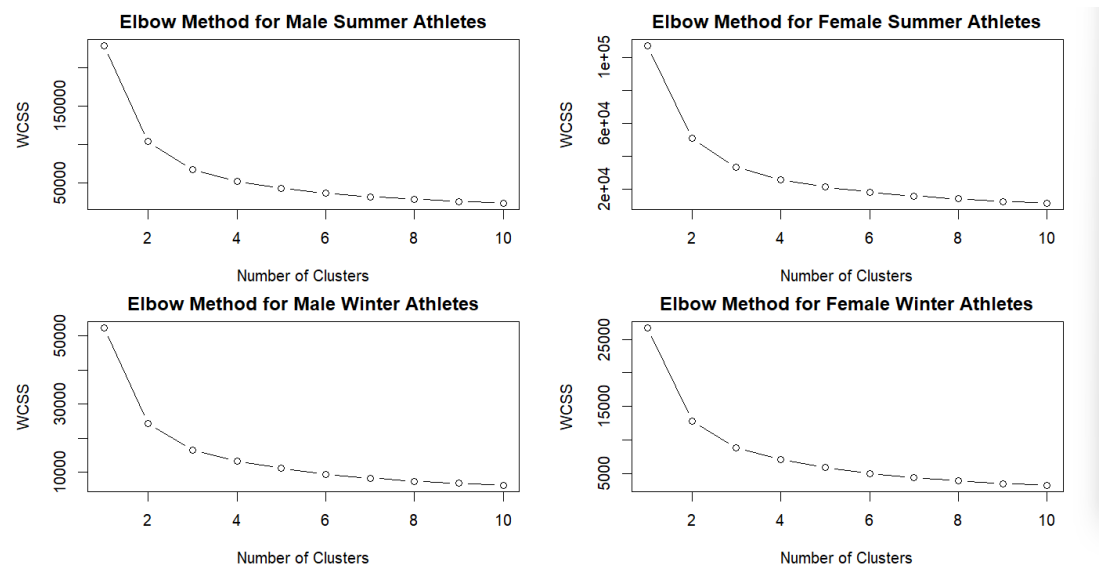 Elbow Method for Male Summer Athletes
WCSS
150000
50000
2 4 6 8 10
Number of Clusters
Elbow Method for Female Summer Athletes
WCSS
1e+05
6e+04
2e+04
2 4 6 8 10
Number of Clusters
Elbow Method for Male Winter Athletes
WCSS
50000
30000
10000
2 4 6 8 10
Number of Clusters
Elbow Method for Female Winter Athletes
WCSS
25000
15000
5000
2 4 6 8 10
Number of Clusters